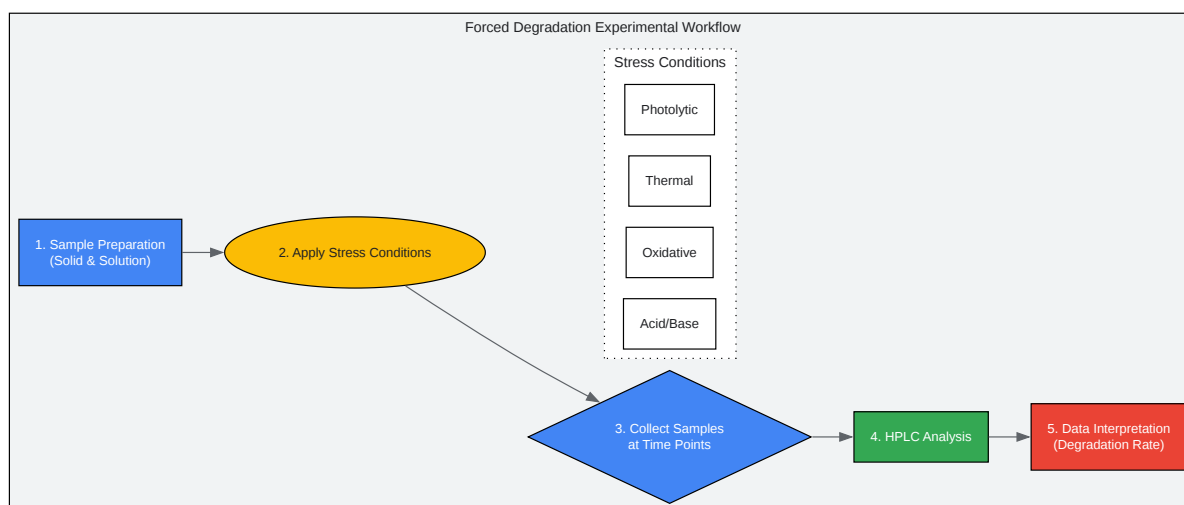 Forced Degradation Experimental Workflow
Stress Conditions
Photolytic
Thermal
Oxidative
Acid/Base
1. Sample Preparation
(Solid & Solution)
2. Apply Stress Conditions
3. Collect Samples
at Time Points
4. HPLC Analysis
5. Data Interpretation
(Degradation Rate)